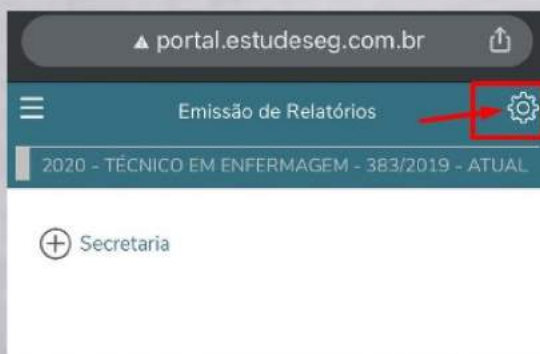 portal.estudeseg.com.br
Emissão de Relatórios
2020 - TÉCNICO EM ENFERMAGEM - 383/2019 - ATUAL
Secretaria